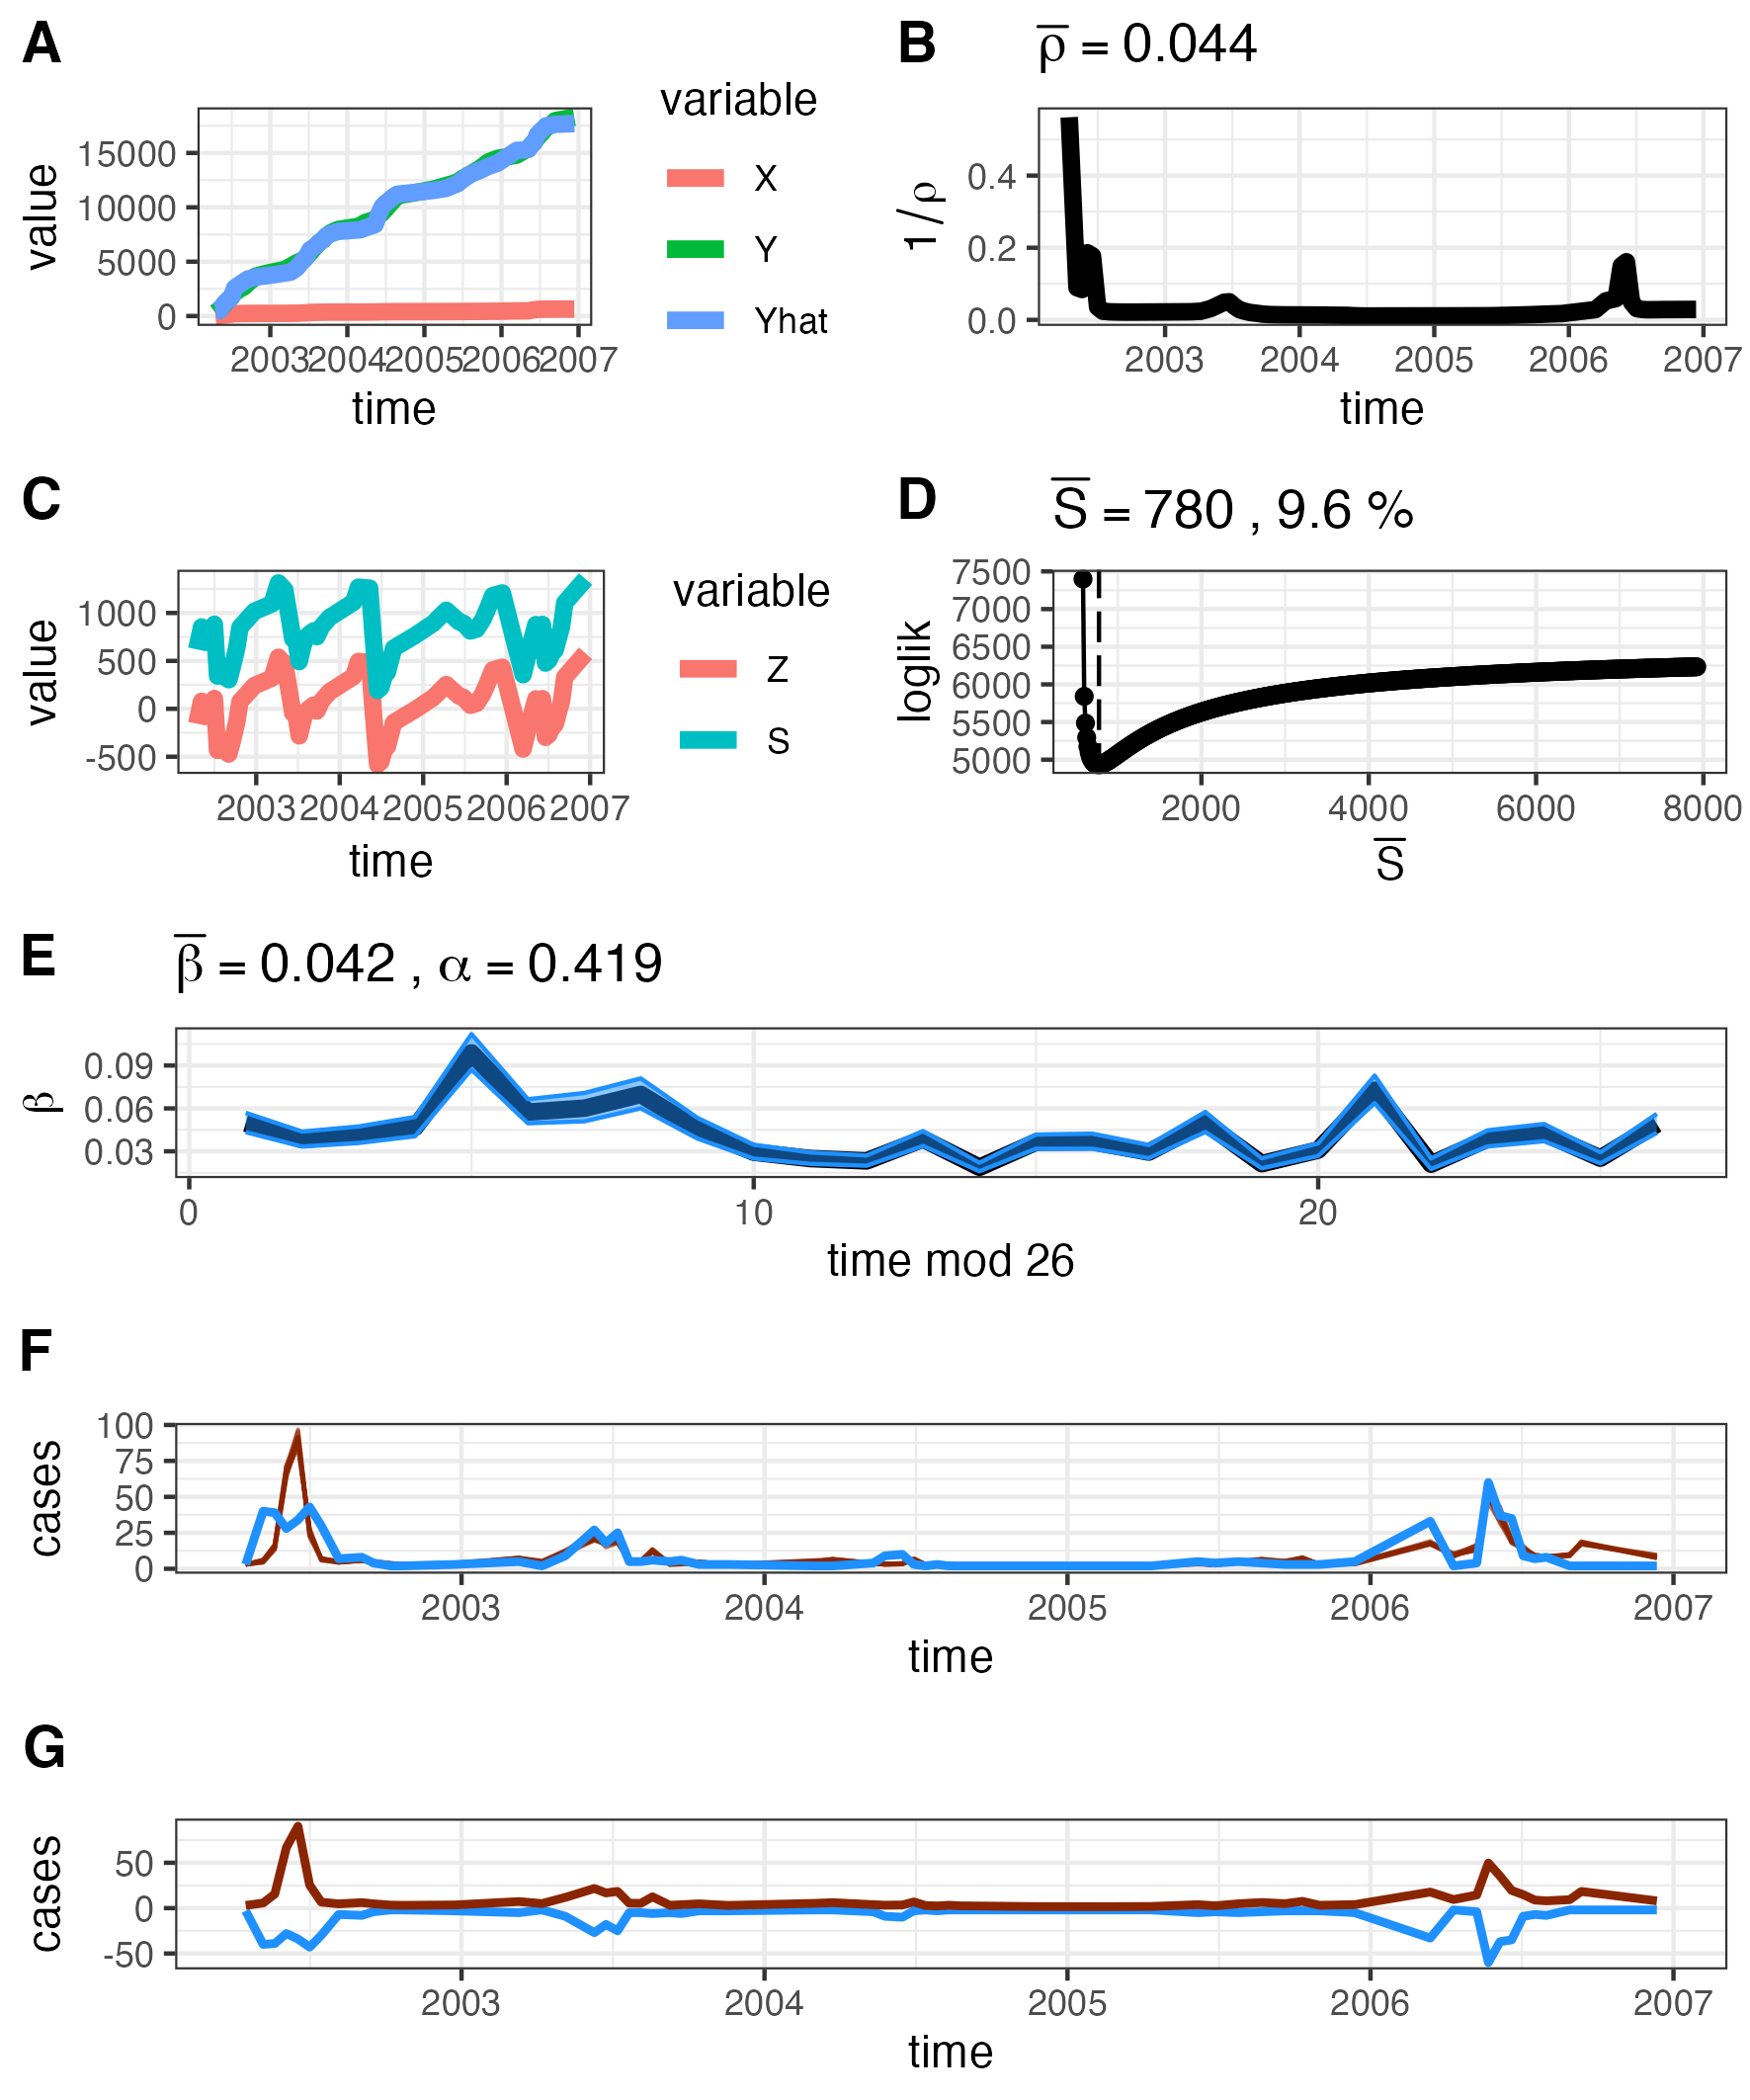 A
variable
value
15000
10000
5000
0
2003 2004 2005 2006 2007
time
X
Y
Yhat
B
ρ̅ = 0.044
1/ρ
0.4
0.2
0.0
2003 2004 2005 2006 2007
time
C
variable
value
1000
500
0
-500
2003 2004 2005 2006 2007
time
Z
S
D
S̅ = 780 , 9.6 %
loglik
7500
7000
6500
6000
5500
5000
2000 4000 6000 8000
S̅
E
β̅ = 0.042 , α = 0.419
β
0.09
0.06
0.03
0 10 20
time mod 26
F
cases
100
75
50
25
0
2003 2004 2005 2006 2007
time
G
cases
50
0
-50
2003 2004 2005 2006 2007
time